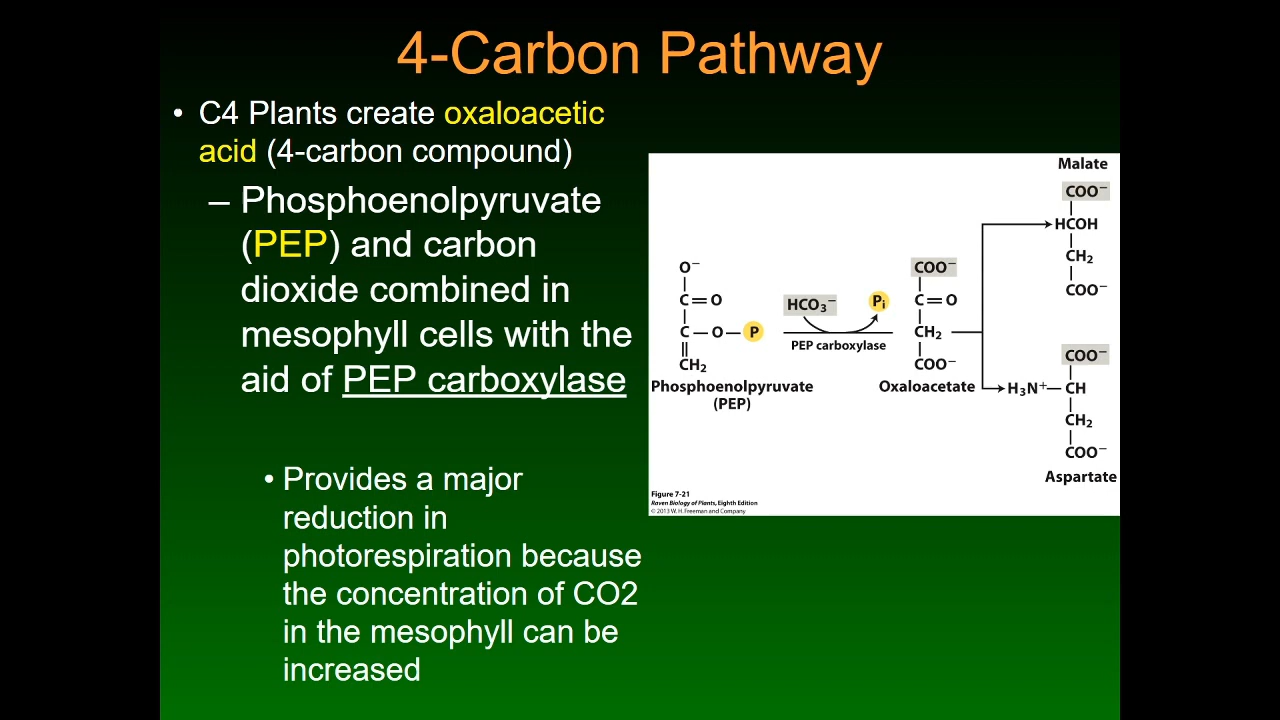 4-Carbon Pathway
• C4 Plants create oxaloacetic
acid (4-carbon compound)
– Phosphoenolpyruvate
(PEP) and carbon
dioxide combined in
mesophyll cells with the
aid of PEP carboxylase
• Provides a major
reduction in
photorespiration because
the concentration of CO2
in the mesophyll can be
increased
O⁻
C=O
C—O—P
CH₂
Phosphoenolpyruvate
(PEP)
HCO₃⁻
Pᵢ
PEP carboxylase
COO⁻
C=O
CH₂
COO⁻
Oxaloacetate
Malate
COO⁻
HCOH
CH₂
COO⁻
COO⁻
H₃N⁺—CH
CH₂
COO⁻
Aspartate
Figure 7-21
Raven Biology of Plants, Eighth Edition
© 2013 W. H. Freeman and Company